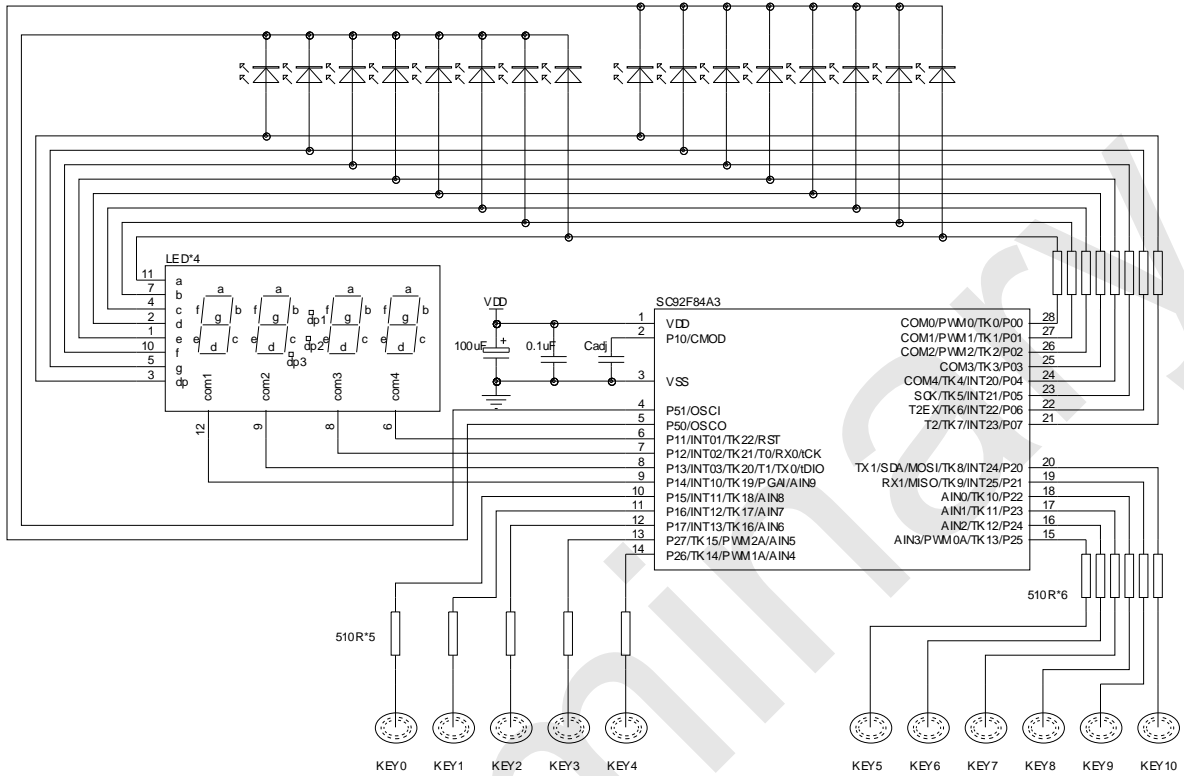 LED*4
11 a
7 b
4 c
2 d
1 e
10 f
5 g
3 dp
a f b g e c d
a f b g e c d
dp1
dp2
dp3
a f b g e c d
a f b g e c d
com1
com2
com3
com4
12
9
8
6
VDD
100uF
+
0.1uF
Cadj
SC92F84A3
1 VDD
2 P10/CMOD
3 VSS
4 P51/OSCI
5 P50/OSCO
6 P11/INT01/TK22/RST
7 P12/INT02/TK21/T0/RX0/tCK
8 P13/INT03/TK20/T1/TX0/tDIO
9 P14/INT10/TK19/PGAI/AIN9
10 P15/INT11/TK18/AIN8
11 P16/INT12/TK17/AIN7
12 P17/INT13/TK16/AIN6
13 P27/TK15/PWM2A/AIN5
14 P26/TK14/PWM1A/AIN4
COM0/PWM0/TK0/P00 28
COM1/PWM1/TK1/P01 27
COM2/PWM2/TK2/P02 26
COM3/TK3/P03 25
COM4/TK4/INT20/P04 24
SCK/TK5/INT21/P05 23
T2EX/TK6/INT22/P06 22
T2/TK7/INT23/P07 21
TX1/SDA/MOSI/TK8/INT24/P20 20
RX1/MISO/TK9/INT25/P21 19
AIN0/TK10/P22 18
AIN1/TK11/P23 17
AIN2/TK12/P24 16
AIN3/PWM0A/TK13/P25 15
510R*5
510R*6
KEY0 KEY1 KEY2 KEY3 KEY4 KEY5 KEY6 KEY7 KEY8 KEY9 KEY10
minary